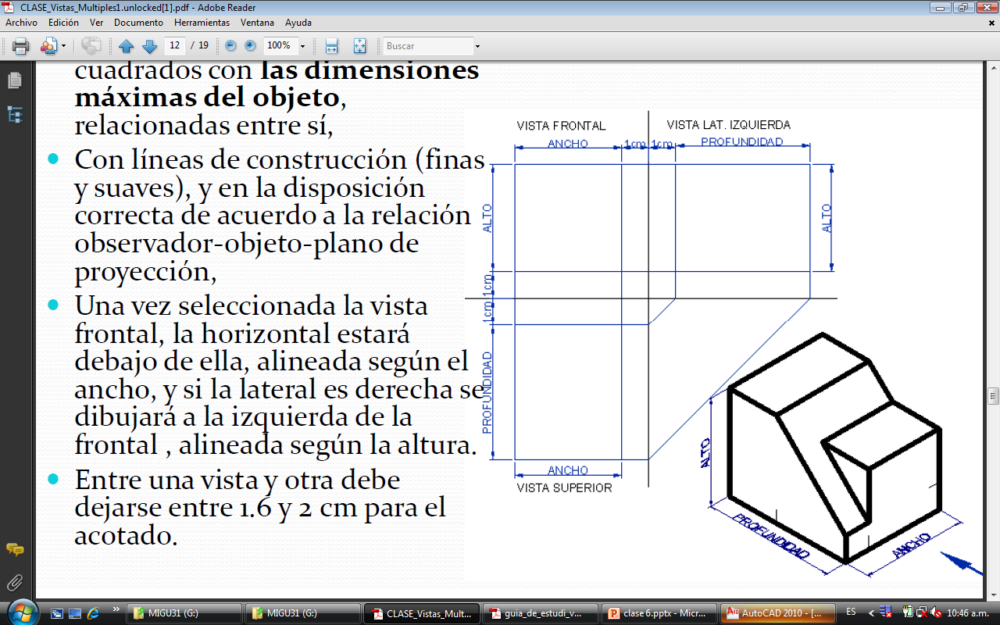 CLASE_Vistas_Multiples1.unlocked[1].pdf - Adobe Reader
Archivo Edición Ver Documento Herramientas Ventana Ayuda
12 / 19 100% Buscar
cuadrados con las dimensiones
máximas del objeto,
relacionadas entre sí,
Con líneas de construcción (finas
y suaves), y en la disposición
correcta de acuerdo a la relación
observador-objeto-plano de
proyección,
Una vez seleccionada la vista
frontal, la horizontal estará
debajo de ella, alineada según el
ancho, y si la lateral es derecha se
dibujará a la izquierda de la
frontal , alineada según la altura.
Entre una vista y otra debe
dejarse entre 1.6 y 2 cm para el
acotado.
VISTA FRONTAL
VISTA LAT. IZQUIERDA
ANCHO
1cm
1cm
PROFUNDIDAD
ALTO
ALTO
1cm
1cm
PROFUNDIDAD
ANCHO
VISTA SUPERIOR
ALTO
PROFUNDIDAD
ANCHO
MIGU31 (G:)
MIGU31 (G:)
CLASE_Vistas_Mult...
guia_de_estudi_v...
clase 6.pptx - Micr...
AutoCAD 2010 - [...
ES
10:46 a.m.